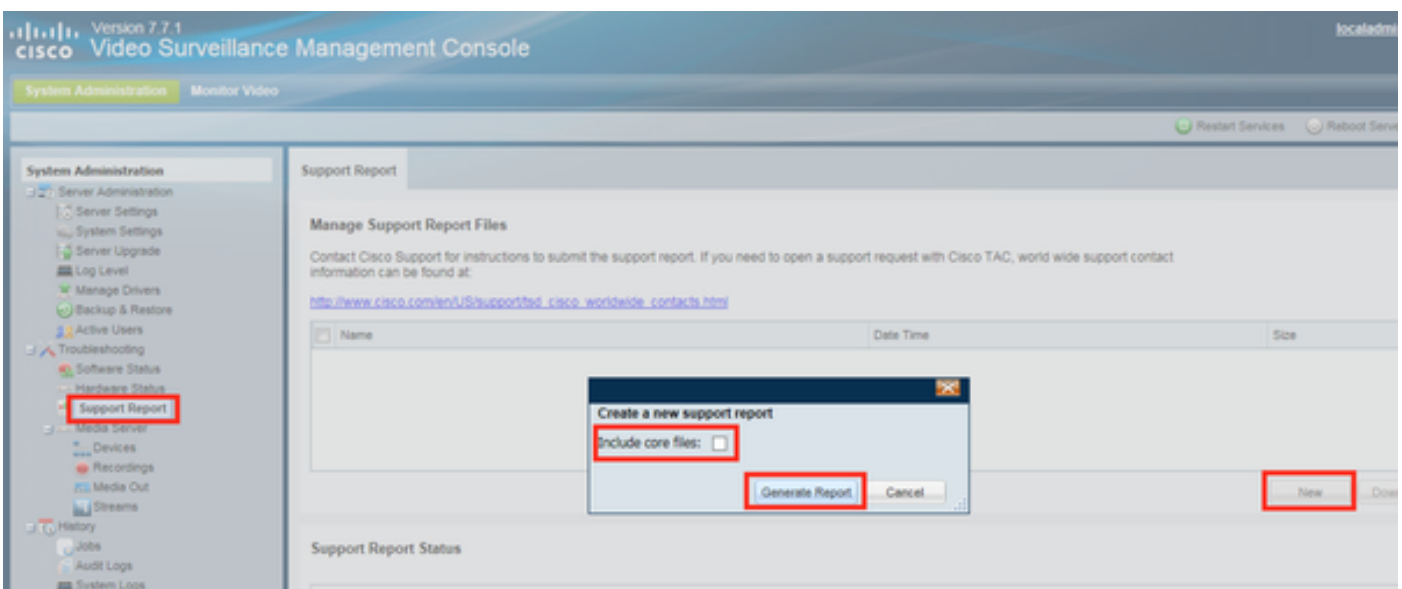 Version 7.7.1
CISCO Video Surveillance Management Console
localadmi
System Administration Monitor Video
Restart Services Reboot Serve
System Administration
Server Administration
Server Settings
System Settings
Server Upgrade
Log Level
Manage Drivers
Backup & Restore
Active Users
Troubleshooting
Software Status
Hardware Status
Support Report
Media Server
Devices
Recordings
Media Out
Streams
History
Jobs
Audit Logs
System Logs
Support Report
Manage Support Report Files
Contact Cisco Support for instructions to submit the support report. If you need to open a support request with Cisco TAC, world wide support contact
information can be found at:
http://www.cisco.com/en/US/support/tsd_cisco_worldwide_contacts.html
Name Date Time Size
Create a new support report
Include core files:
Generate Report Cancel
New Down
Support Report Status